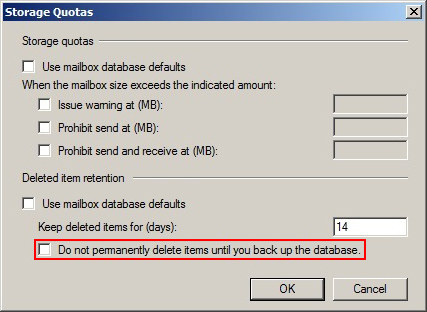 Storage Quotas
Storage quotas
Use mailbox database defaults
When the mailbox size exceeds the indicated amount:
Issue warning at (MB):
Prohibit send at (MB):
Prohibit send and receive at (MB):
Deleted item retention
Use mailbox database defaults
Keep deleted items for (days): 14
Do not permanently delete items until you back up the database.
OK Cancel